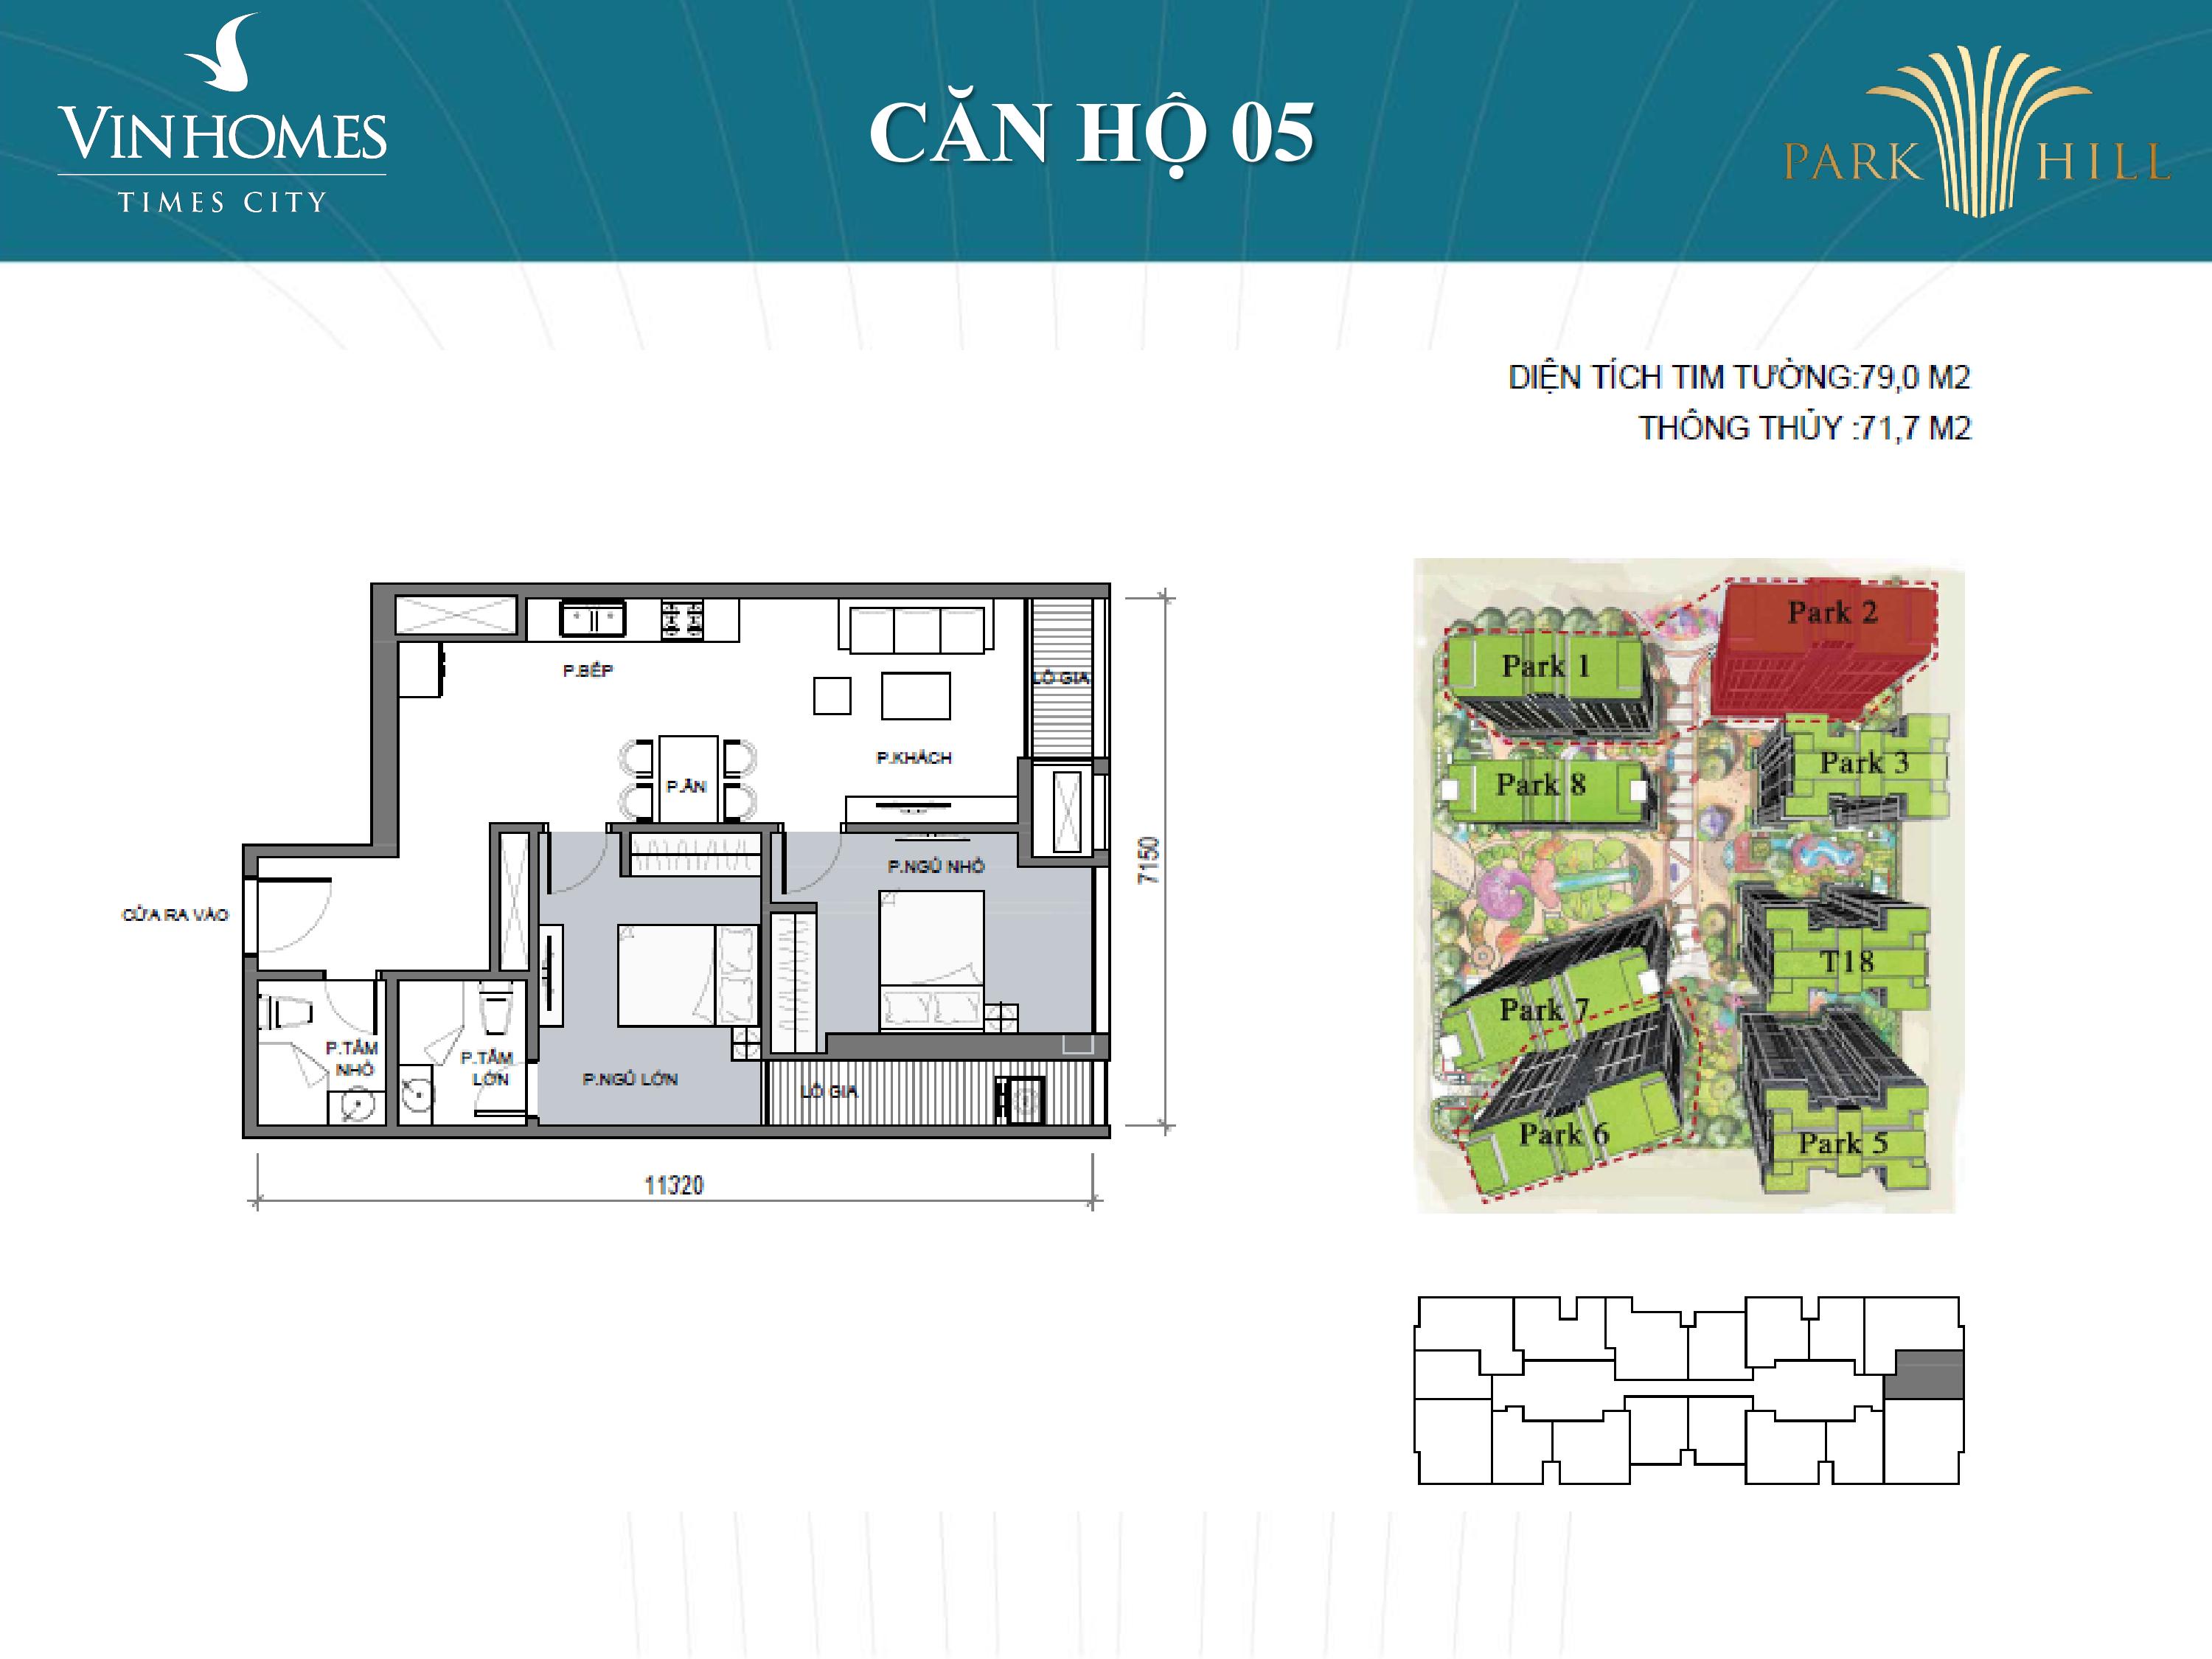 VINHOMES
TIMES CITY
CĂN HỘ 05
PARK HILL
DIỆN TÍCH TIM TƯỜNG:79,0 M2
THÔNG THỦY :71,7 M2
P.BẾP
LÔ GIA
P.KHÁCH
P.ĂN
P.NGỦ NHỎ
7150
CỬA RA VÀO
P.TẮM
NHỎ
P.TẮM
LỚN
P.NGỦ LỚN
LÔ GIA
11320
Park 2
Park 1
Park 3
Park 8
T18
Park 7
Park 6
Park 5